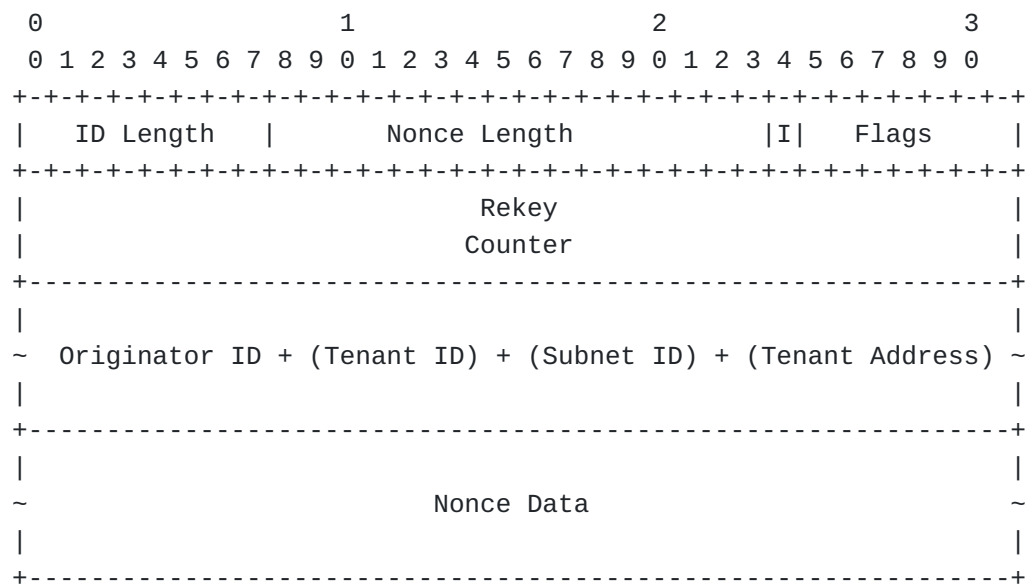 0                   1                   2                   3
 0 1 2 3 4 5 6 7 8 9 0 1 2 3 4 5 6 7 8 9 0 1 2 3 4 5 6 7 8 9 0
+-+-+-+-+-+-+-+-+-+-+-+-+-+-+-+-+-+-+-+-+-+-+-+-+-+-+-+-+-+-+-+-+
|   ID Length   |       Nonce Length            |I|   Flags     |
+-+-+-+-+-+-+-+-+-+-+-+-+-+-+-+-+-+-+-+-+-+-+-+-+-+-+-+-+-+-+-+-+
|                             Rekey                             |
|                            Counter                            |
+---------------------------------------------------------------+
|                                                               |
~  Originator ID + (Tenant ID) + (Subnet ID) + (Tenant Address) ~
|                                                               |
+---------------------------------------------------------------+
|                                                               |
~                          Nonce Data                           ~
|                                                               |
+---------------------------------------------------------------+